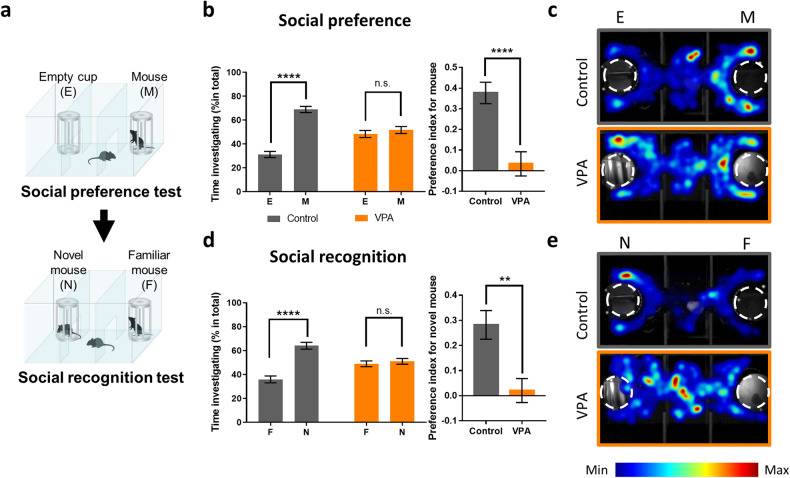 a
Empty cup
(E)
Mouse
(M)
Social preference test
Novel
mouse
(N)
Familiar
mouse
(F)
Social recognition test
b
Social preference
Time investigating (%in total)
100
80
60
40
20
0
****
n.s.
E
M
E
M
Control
VPA
Preference index for mouse
0.5
0.4
0.3
0.2
0.1
0.0
-0.1
****
Control
VPA
c
E
M
Control
VPA
d
Social recognition
Time investigating (% in total)
100
80
60
40
20
0
****
n.s.
F
N
F
N
Preference index for novel mouse
0.4
0.3
0.2
0.1
0.0
-0.1
**
Control
VPA
e
N
F
Control
VPA
Min
Max